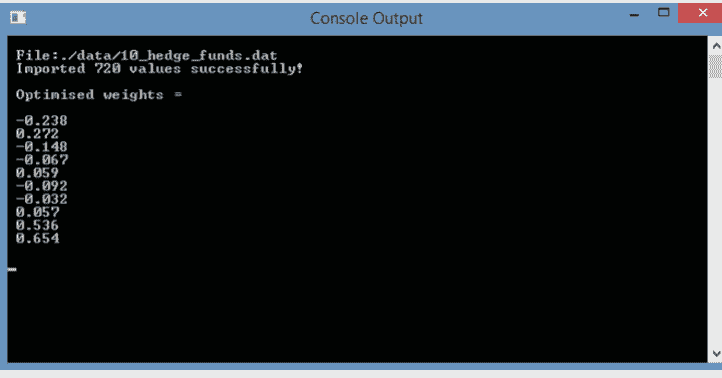 Console Output
File:./data/10_hedge_funds.dat
Imported 720 values successfully!
Optimised weights =
-0.238
0.272
-0.148
-0.067
0.059
-0.092
-0.032
0.057
0.536
0.654